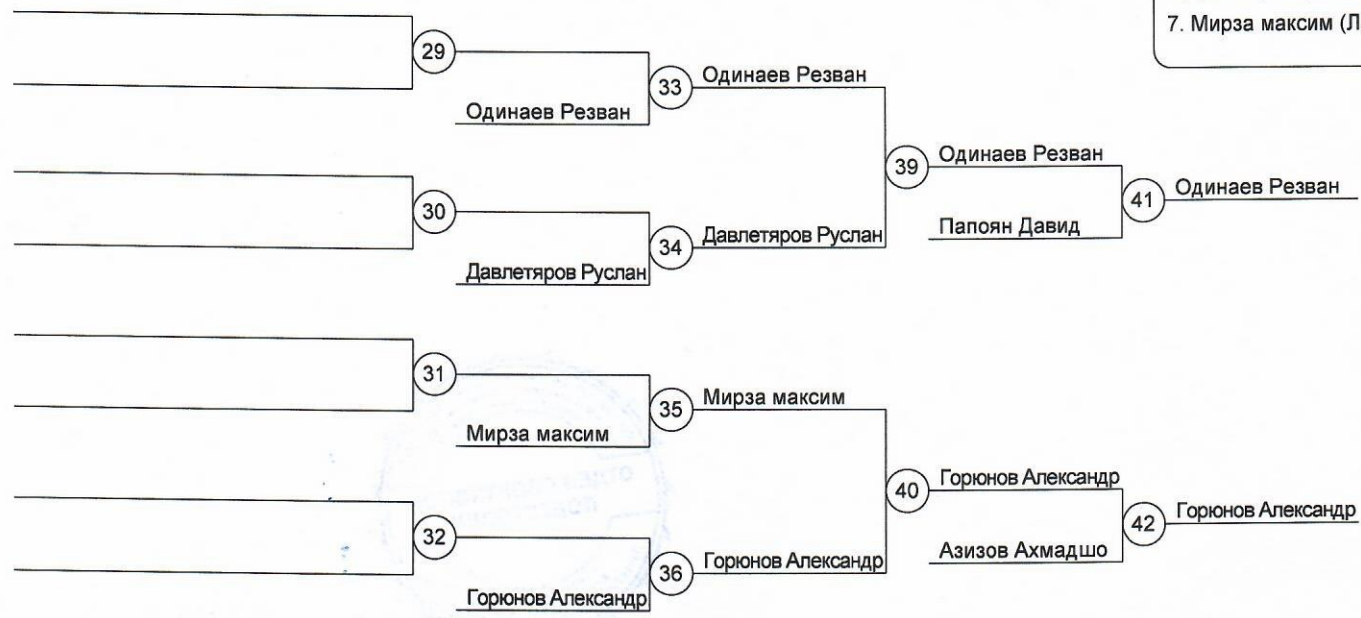 7. Мирза максим (Л
29
33
Одинаев Резван
Одинаев Резван
39
Одинаев Резван
41
Одинаев Резван
30
34
Давлетяров Руслан
Папоян Давид
Давлетяров Руслан
31
35
Мирза максим
Мирза максим
40
Горюнов Александр
42
Горюнов Александр
32
36
Горюнов Александр
Азизов Ахмадшо
Горюнов Александр